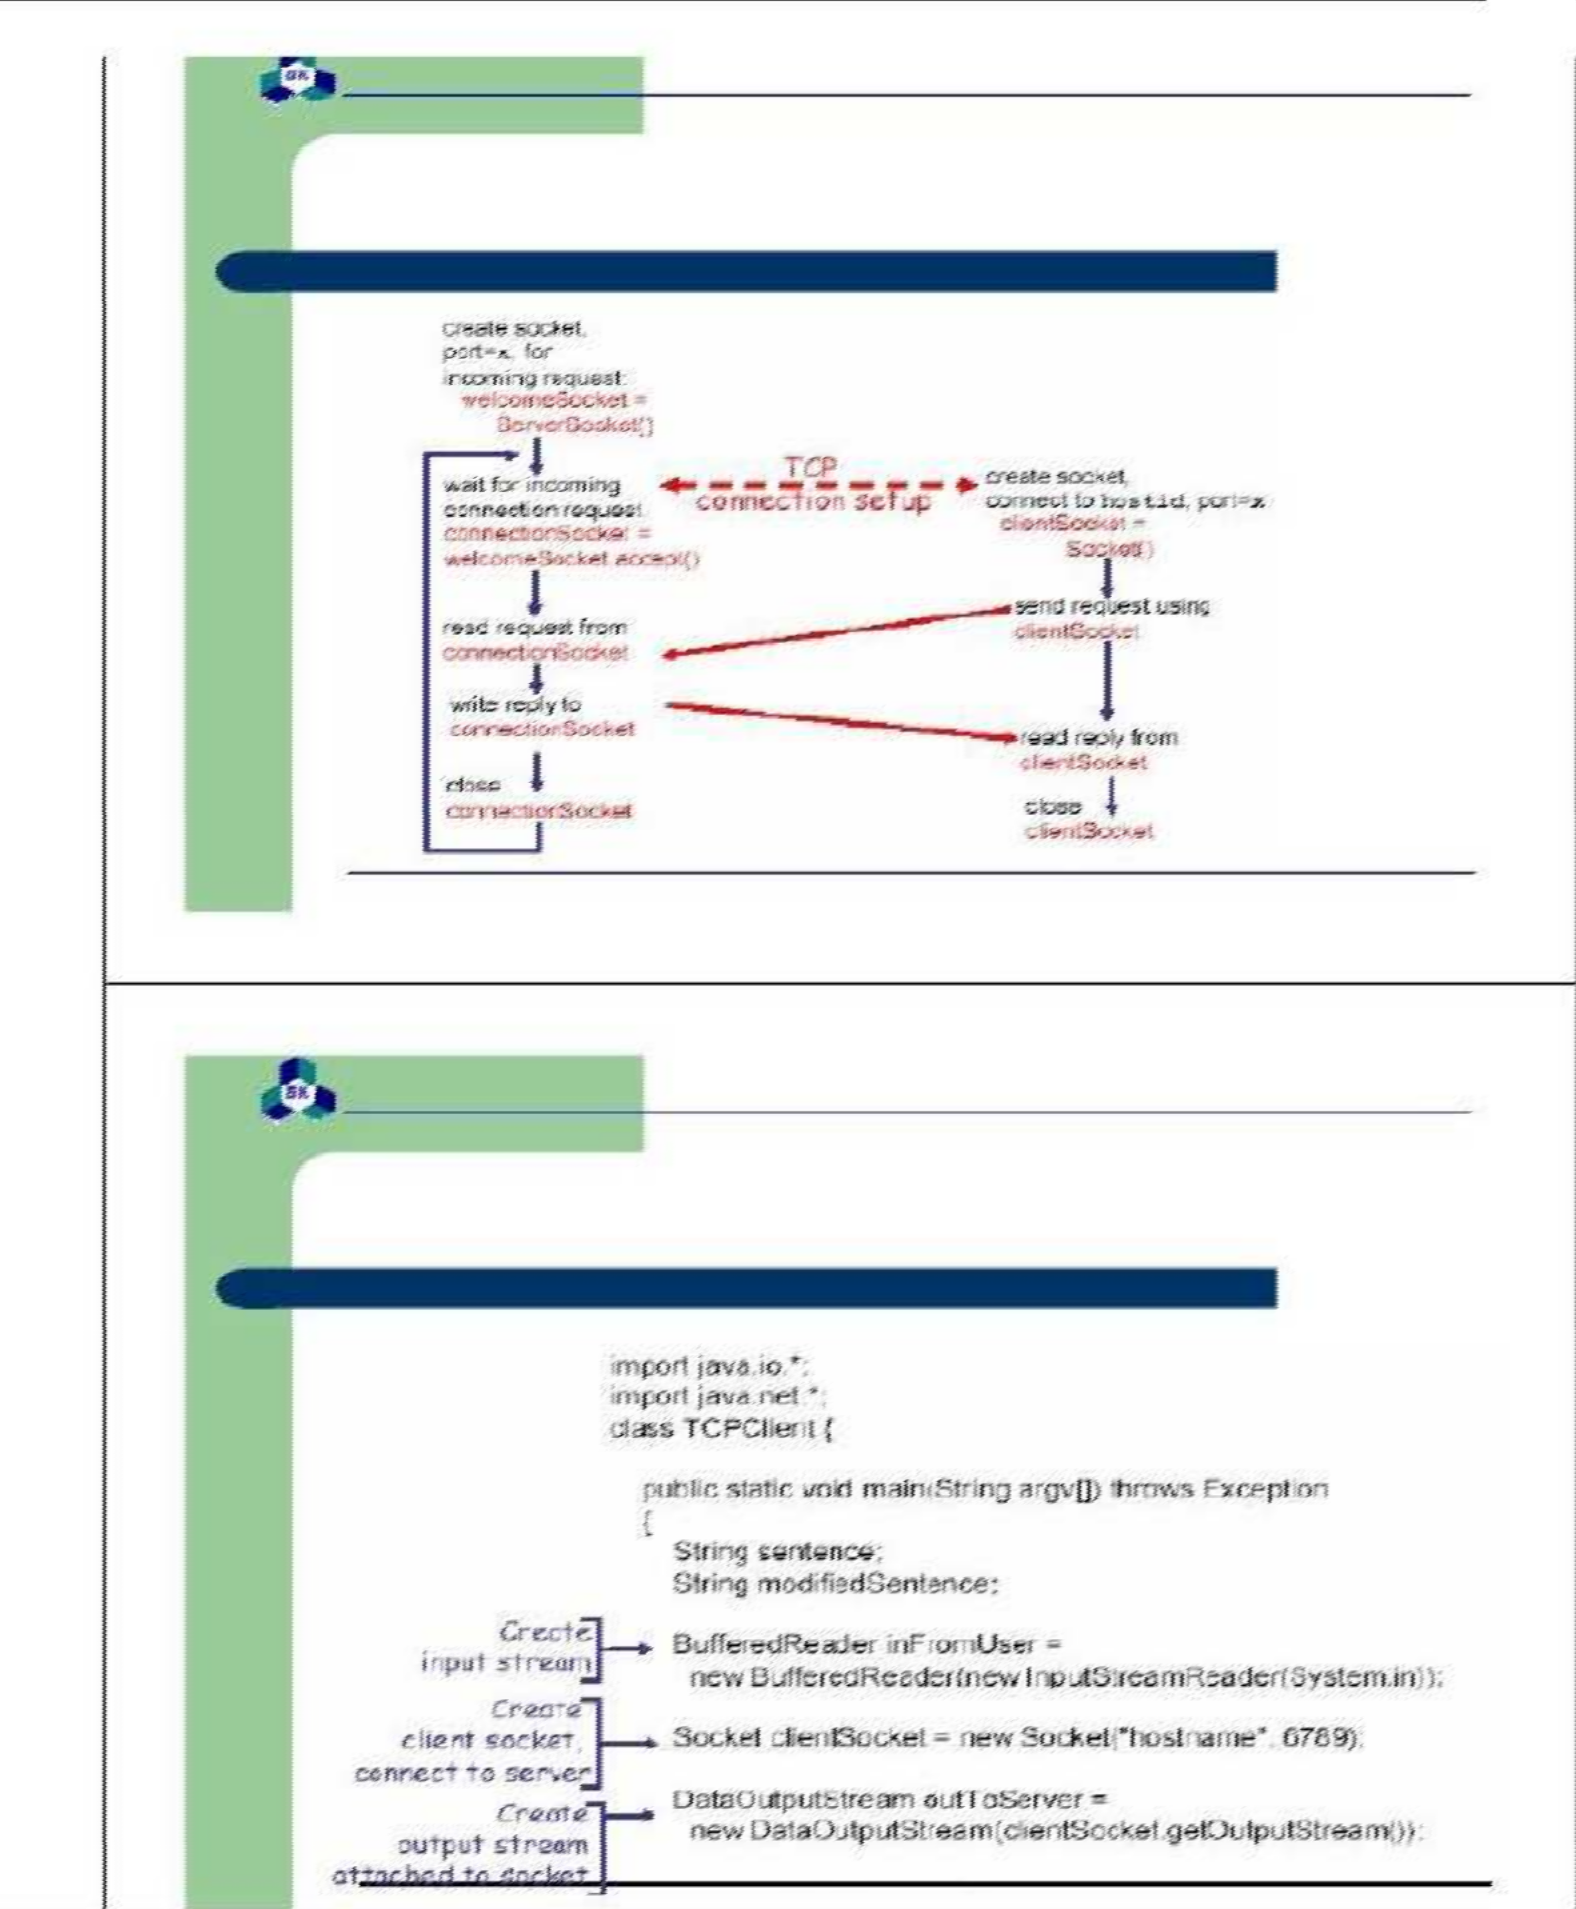 BK
create socket,
port=x, for
incoming request:
welcomeSocket =
ServerSocket()
wait for incoming
connection request
connectionSocket =
welcomeSocket.accept()
TCP
connection setup
create socket,
connect to hostid, port=x
clientSocket =
Socket()
read request from
connectionSocket
send request using
clientSocket
write reply to
connectionSocket
read reply from
clientSocket
close
connectionSocket
close
clientSocket
BK
import java.io.*;
import java.net.*;
class TCPClient {
public static void main(String argv[]) throws Exception
{
String sentence;
String modifiedSentence;
Create
input stream
BufferedReader inFromUser =
new BufferedReader(new InputStreamReader(System.in));
Create
client socket,
connect to server
Socket clientSocket = new Socket("hostname", 6789);
Create
output stream
attached to socket
DataOutputStream outToServer =
new DataOutputStream(clientSocket.getOutputStream());